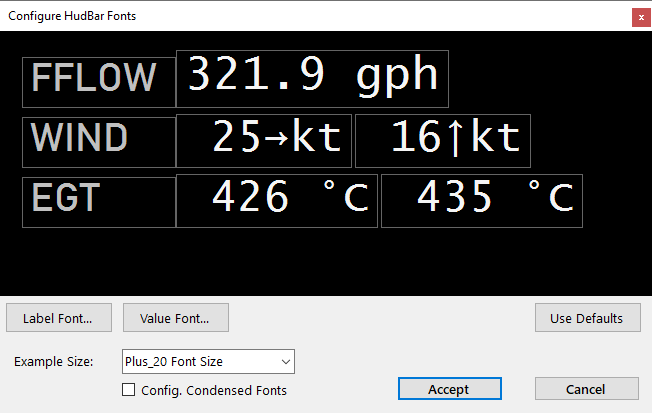 Configure HudBar Fonts
x
FFLOW 321.9 gph
WIND 25→kt 16↑kt
EGT 426 °C 435 °C
Label Font... Value Font... Use Defaults
Example Size: Plus_20 Font Size
Config. Condensed Fonts Accept Cancel